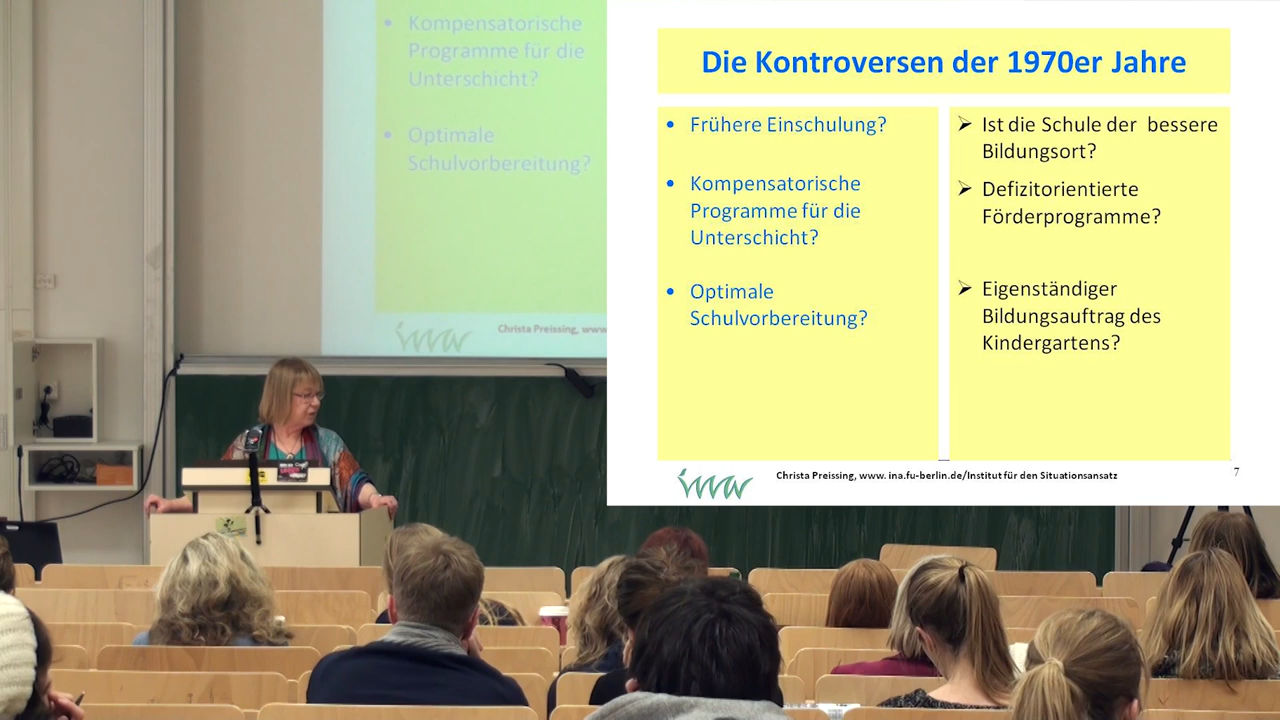 Kompensatorische
Programme für die
Unterschicht?
Optimale
Schulvorbereitung?
Christa Preissing, www
Die Kontroversen der 1970er Jahre
Frühere Einschulung?
Kompensatorische
Programme für die
Unterschicht?
Optimale
Schulvorbereitung?
Ist die Schule der bessere
Bildungsort?
Defizitorientierte
Förderprogramme?
Eigenständiger
Bildungsauftrag des
Kindergartens?
ina
Christa Preissing, www. ina.fu-berlin.de/Institut für den Situationsansatz
7